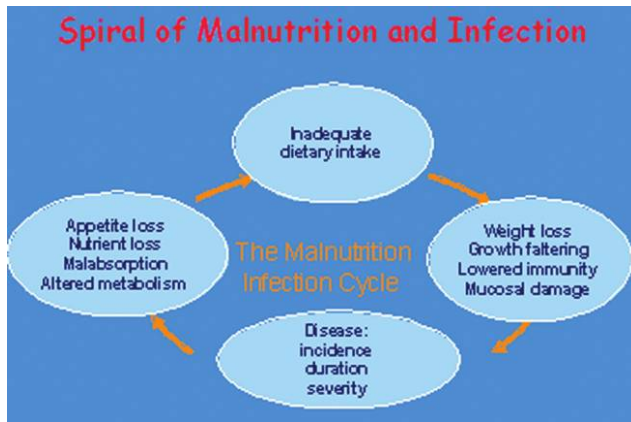 Spiral of Malnutrition and Infection
Inadequate
dietary intake
Appetite loss
Nutrient loss
Malabsorption
Altered metabolism
The Malnutrition
Infection Cycle
Weight loss
Growth faltering
Lowered immunity
Mucosal damage
Disease:
incidence
duration
severity